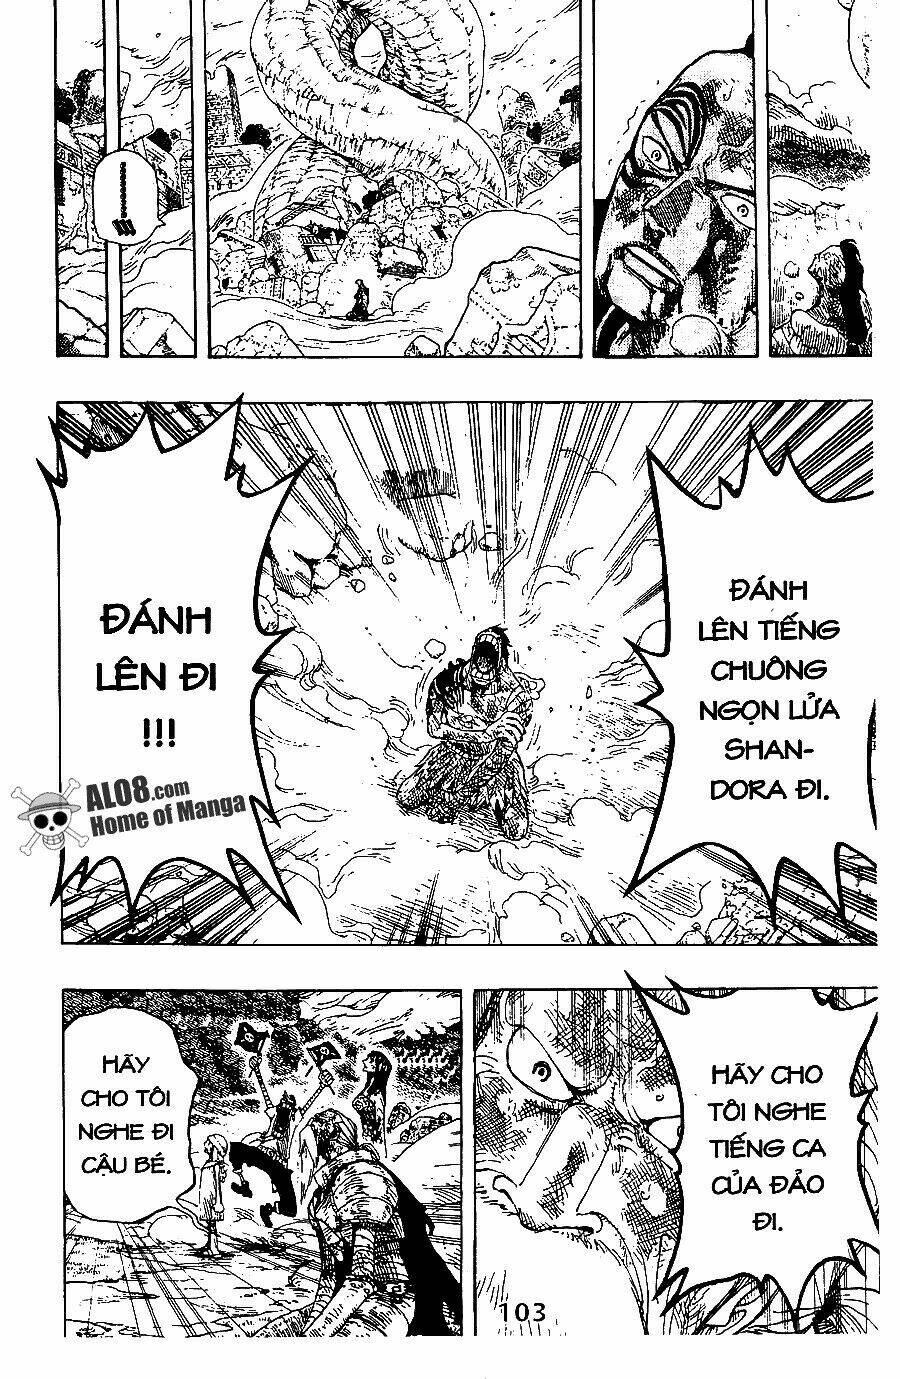 ............!!!
ĐÁNH
LÊN TIẾNG
CHUÔNG
NGỌN LỬA
SHAN-
DORA ĐI.
ĐÁNH
LÊN ĐI
!!!
AL08.com
Home of Manga
HÃY CHO
TÔI NGHE
TIẾNG CA
CỦA ĐẢO
ĐI.
HÃY
CHO TÔI
NGHE ĐI
CẬU BÉ.
103